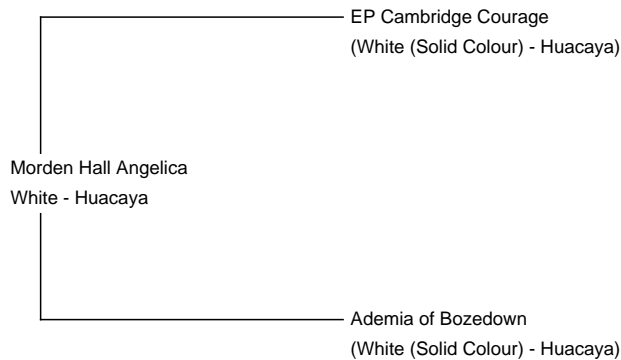 EP Cambridge Courage
(White (Solid Colour) - Huacaya)
Morden Hall Angelica
White - Huacaya
Ademia of Bozedown
(White (Solid Colour) - Huacaya)